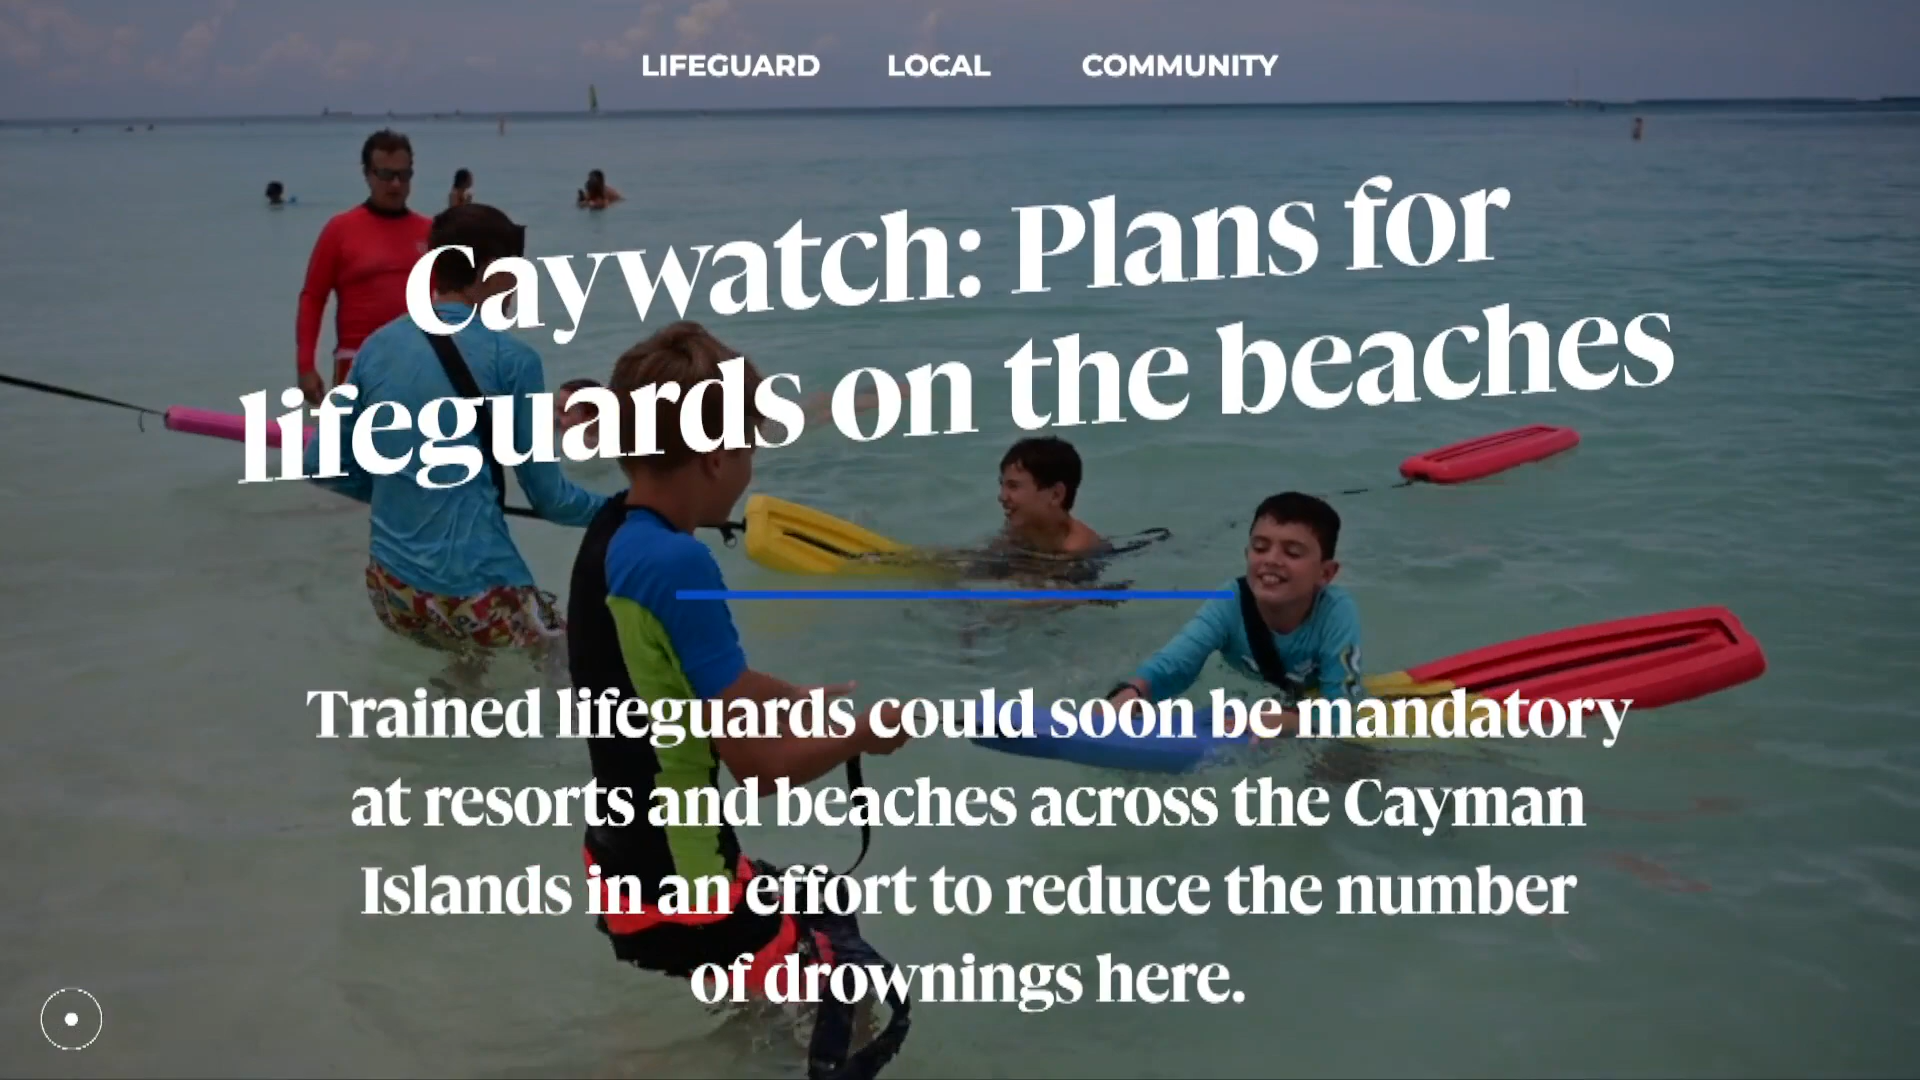 LIFEGUARD LOCAL COMMUNITY
Caywatch: Plans for
lifeguards on the beaches
Trained lifeguards could soon be mandatory
at resorts and beaches across the Cayman
Islands in an effort to reduce the number
of drownings here.